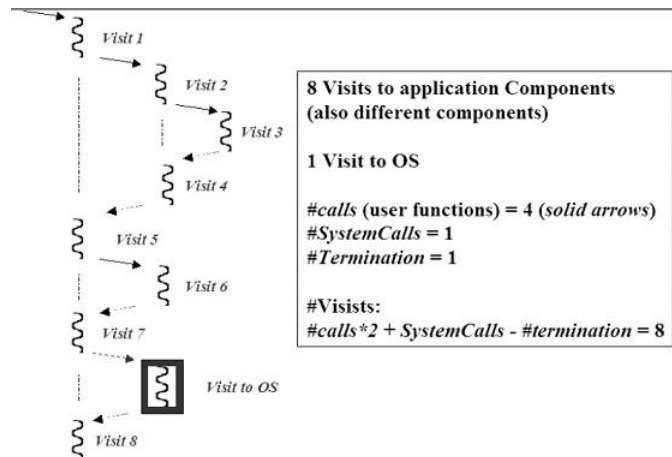 Visit 1
Visit 2
Visit 3
Visit 4
Visit 5
Visit 6
Visit 7
Visit to OS
Visit 8
8 Visits to application Components
(also different components)
1 Visit to OS
#calls (user functions) = 4 (solid arrows)
#SystemCalls = 1
#Termination = 1
#Visists:
#calls*2 + SystemCalls - #termination = 8